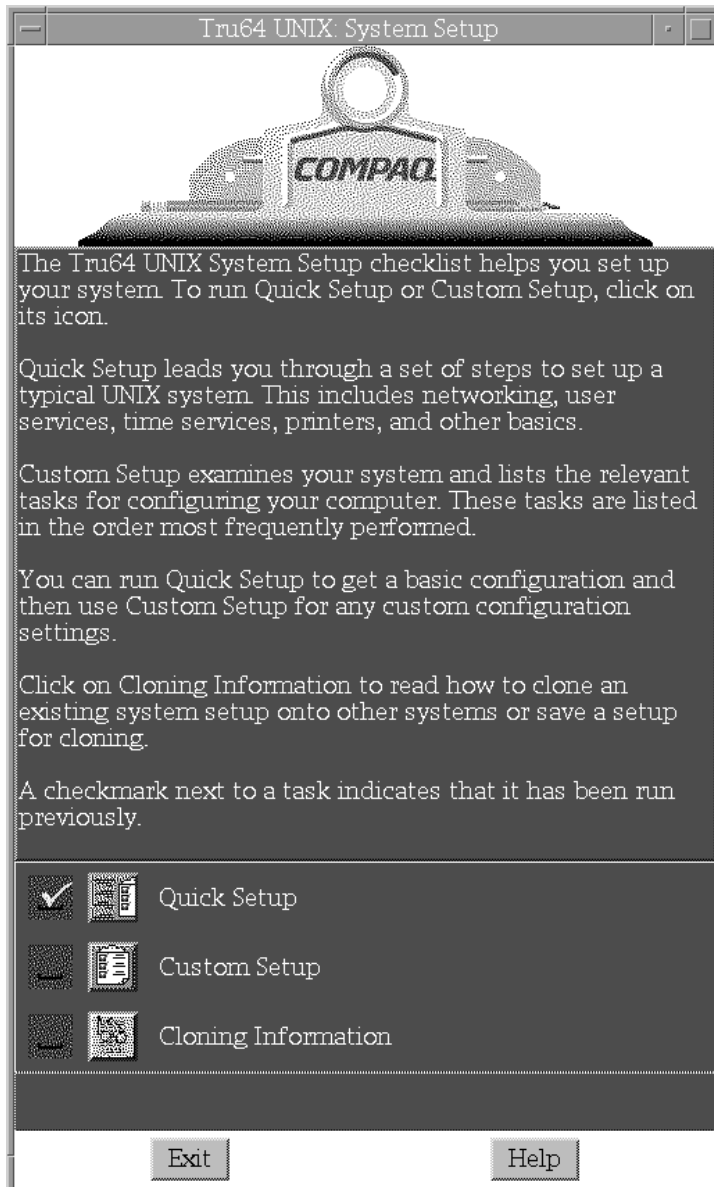 Tru64 UNIX: System Setup
COMPAQ
The Tru64 UNIX System Setup checklist helps you set up
your system. To run Quick Setup or Custom Setup, click on
its icon.
Quick Setup leads you through a set of steps to set up a
typical UNIX system. This includes networking, user
services, time services, printers, and other basics.
Custom Setup examines your system and lists the relevant
tasks for configuring your computer. These tasks are listed
in the order most frequently performed.
You can run Quick Setup to get a basic configuration and
then use Custom Setup for any custom configuration
settings.
Click on Cloning Information to read how to clone an
existing system setup onto other systems or save a setup
for cloning.
A checkmark next to a task indicates that it has been run
previously.
Quick Setup
Custom Setup
Cloning Information
Exit
Help